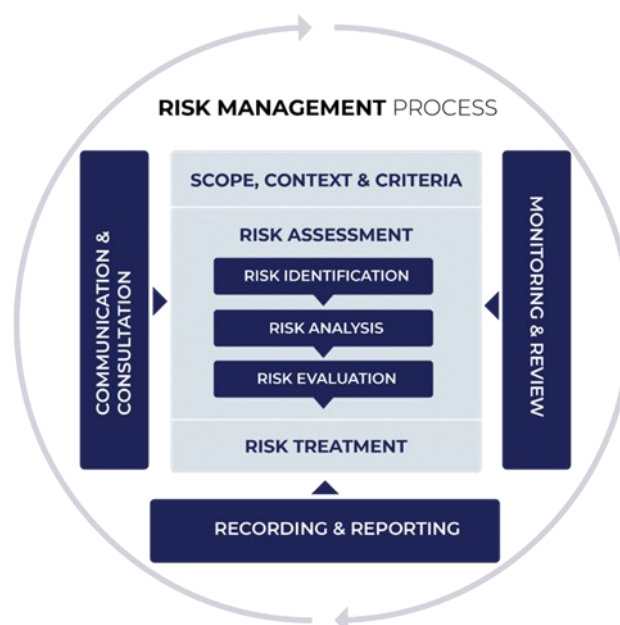 RISK MANAGEMENT PROCESS
COMMUNICATION &
CONSULTATION
SCOPE, CONTEXT & CRITERIA
RISK ASSESSMENT
RISK IDENTIFICATION
RISK ANALYSIS
RISK EVALUATION
RISK TREATMENT
MONITORING & REVIEW
RECORDING & REPORTING